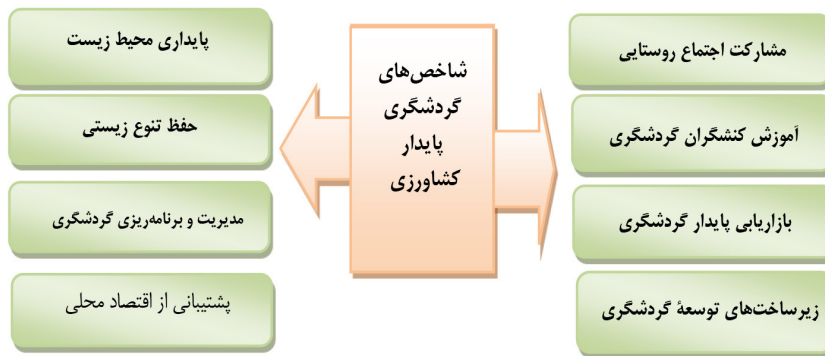 شاخص‌های
گردشگری
پایدار
کشاورزی
مشارکت اجتماع روستایی
آموزش کنشگران گردشگری
بازاریابی پایدار گردشگری
زیرساخت‌های توسعهٔ گردشگری
پایداری محیط زیست
حفظ تنوع زیستی
مدیریت و برنامه‌ریزی گردشگری
پشتیبانی از اقتصاد محلی